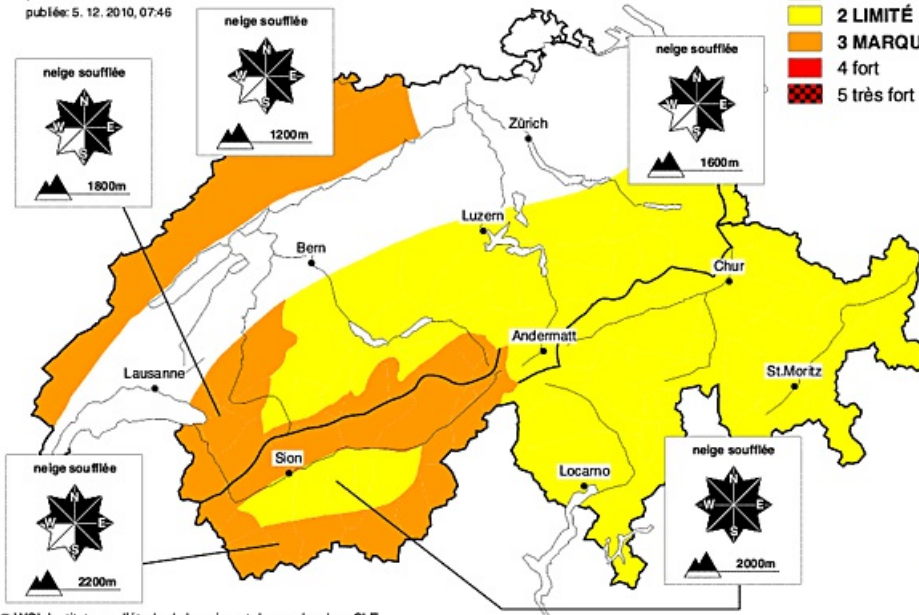 publiée: 5. 12. 2010, 07:46
2 LIMITÉ
3 MARQU
4 fort
5 très fort
neige soufflée
N
W E
S
1200m
neige soufflée
N
W E
S
1800m
neige soufflée
N
W E
S
1600m
Zürich
Luzern
Bern
Chur
Andermatt
Lausanne
St.Moritz
Sion
Locarno
neige soufflée
N
W E
S
2200m
neige soufflée
N
W E
S
2000m